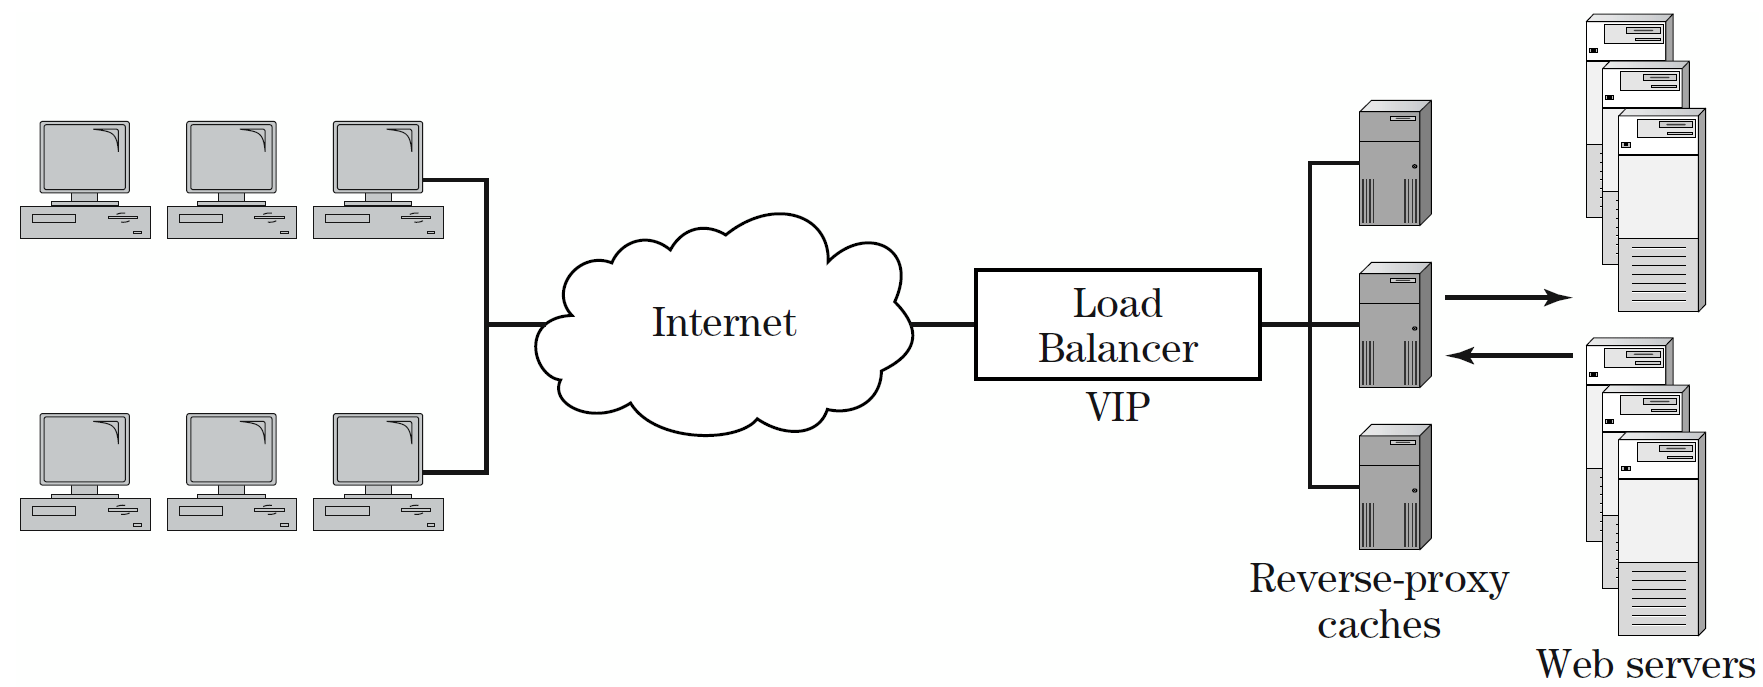 Internet
Load
Balancer
VIP
Reverse-proxy
caches
Web servers